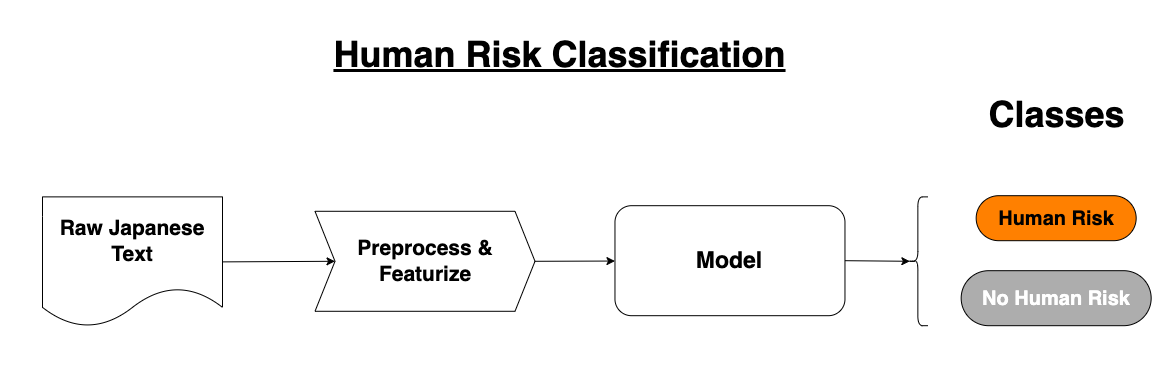 Human Risk Classification
Classes
Raw Japanese
Text
Preprocess &
Featurize
Model
Human Risk
No Human Risk